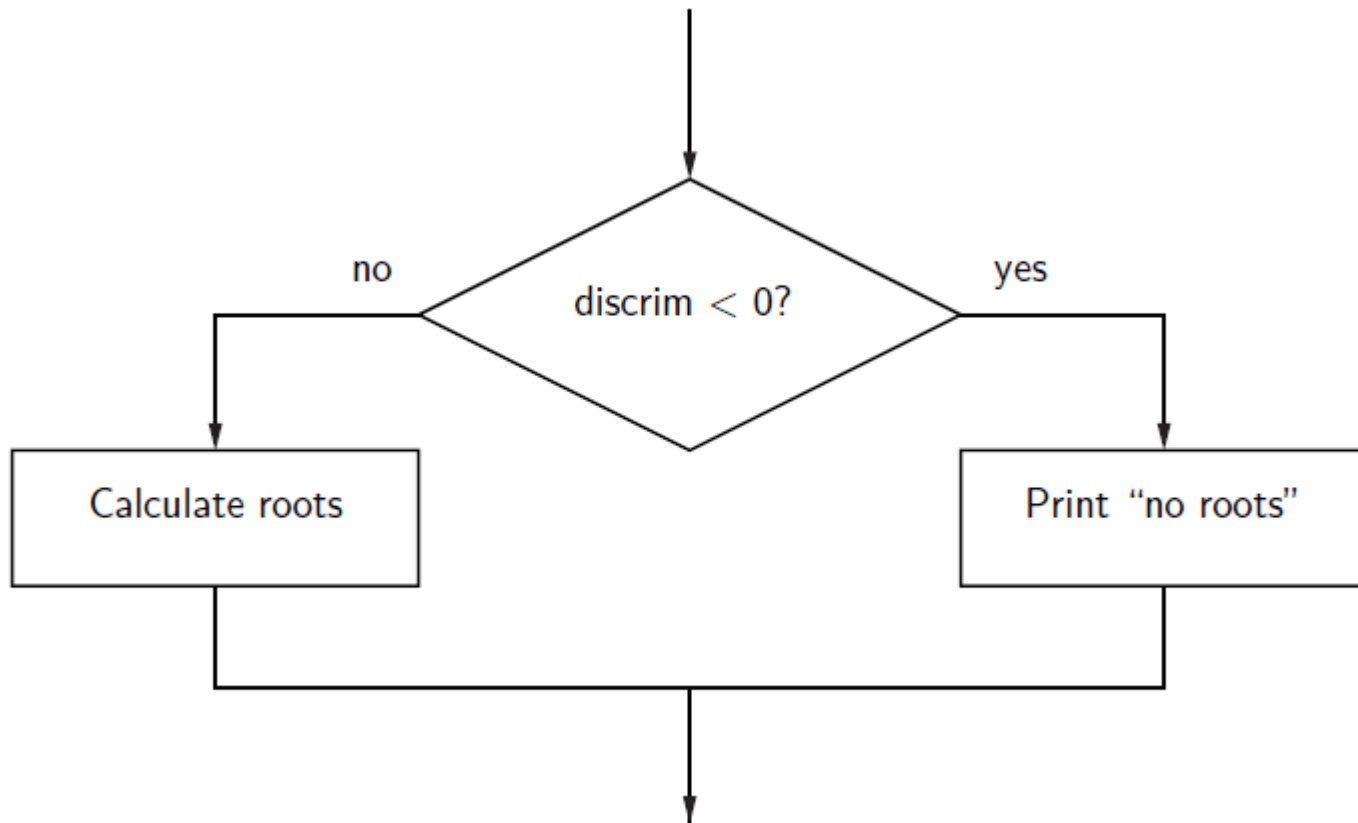 no
yes
discrim < 0?
Calculate roots
Print “no roots”